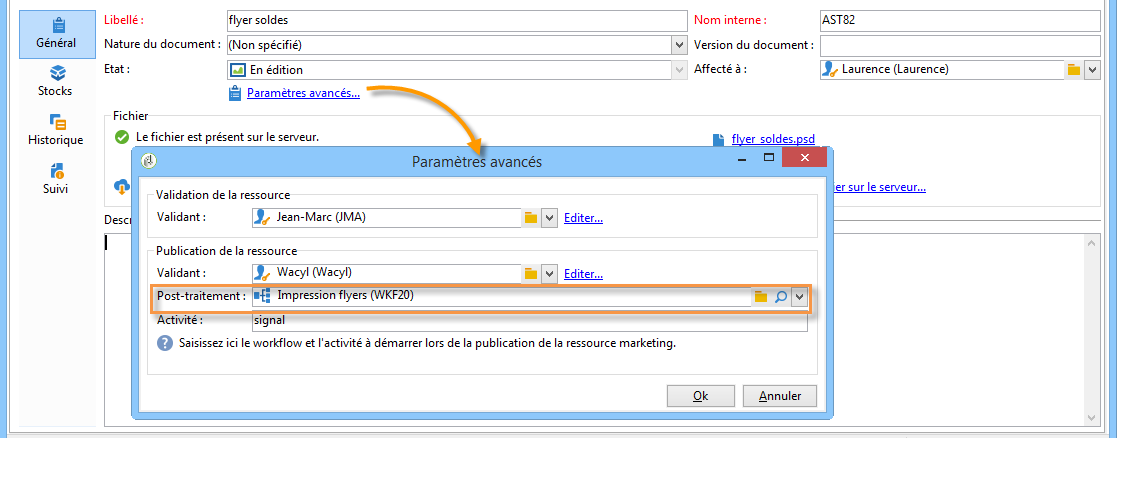 Libellé : flyer soldes Nom interne : AST82
Général
Nature du document : (Non spécifié) Version du document :
Etat : En édition Affecté à : Laurence (Laurence)
Stocks
Paramètres avancés...
Fichier
Historique
Le fichier est présent sur le serveur. flyer soldes.psd
Paramètres avancés
Suivi
er sur le serveur...
Validation de la ressource
Validant : Jean-Marc (JMA) Editer...
Descr
Publication de la ressource
Validant : Wacyl (Wacyl) Editer...
Post-traitement : Impression flyers (WKF20)
Activité : signal
? Saisissez ici le workflow et l'activité à démarrer lors de la publication de la ressource marketing.
Ok Annuler